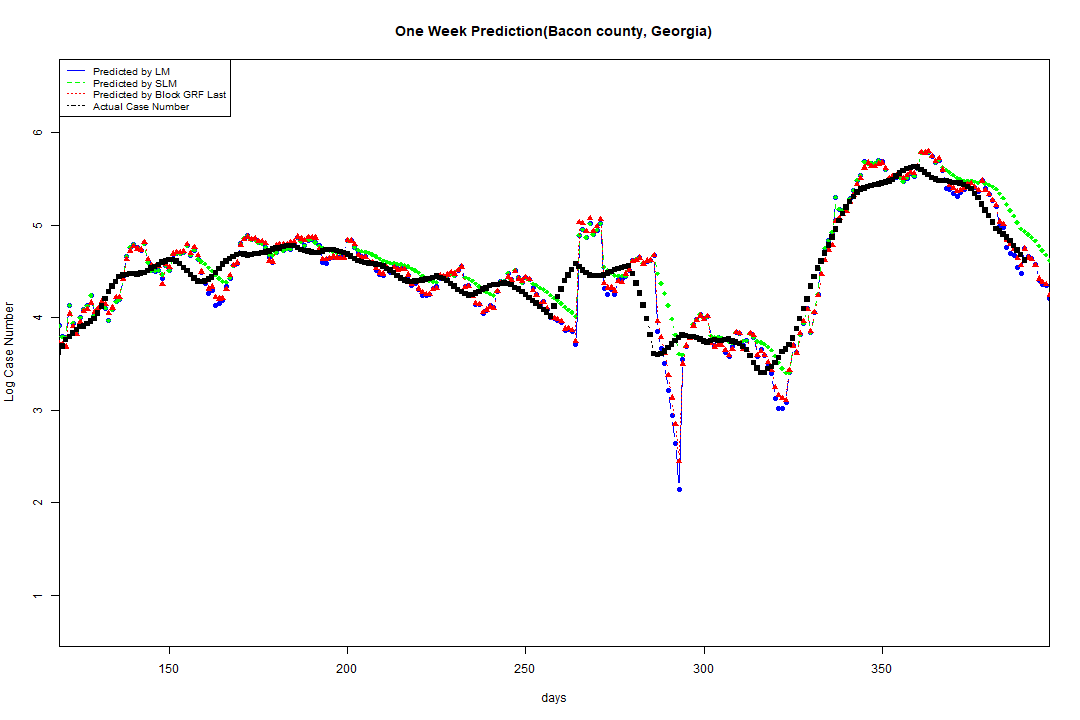 One Week Prediction(Bacon county, Georgia)
Predicted by LM
Predicted by SLM
Predicted by Block GRF Last
Actual Case Number
6
5
4
3
2
1
Log Case Number
150
200
250
300
350
days